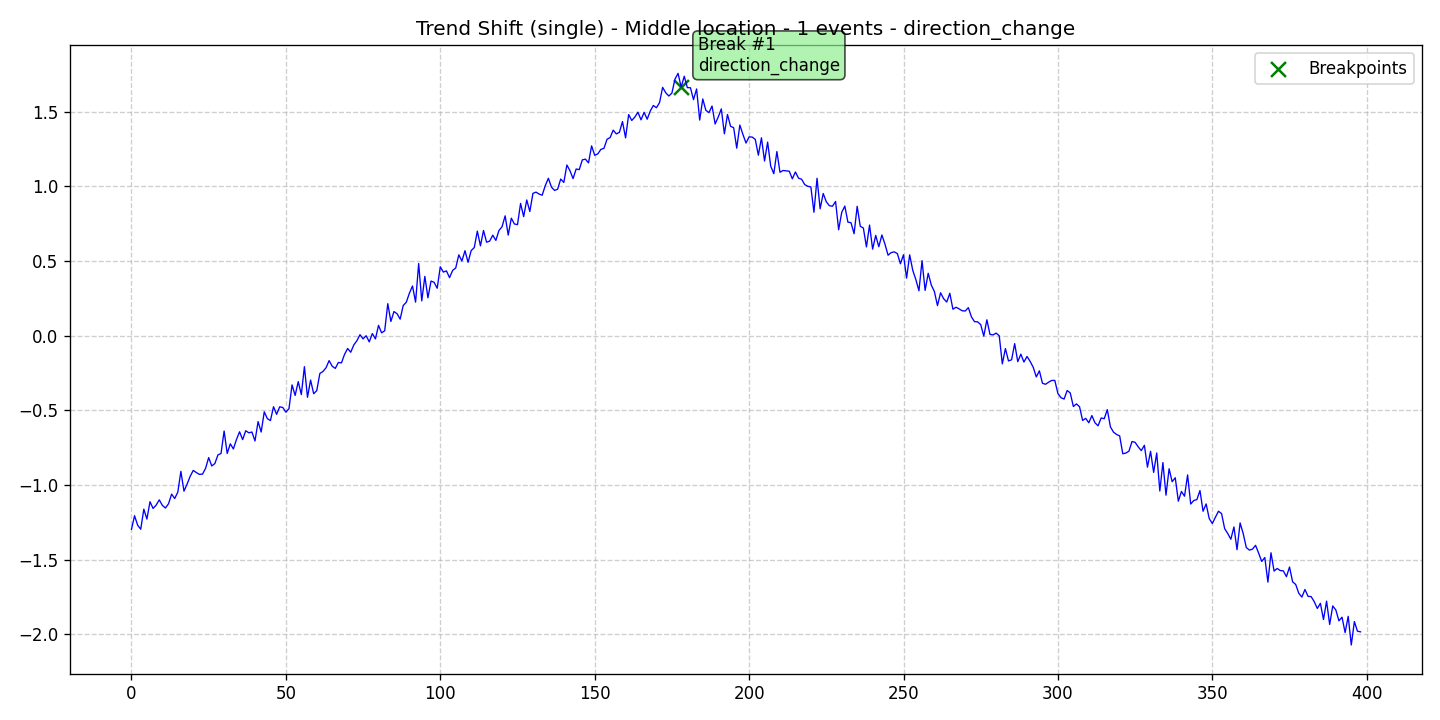 Trend Shift (single) - Middle location - 1 events - direction_change
Break #1
direction_change
Breakpoints
1.5
1.0
0.5
0.0
−0.5
−1.0
−1.5
−2.0
0 50 100 150 200 250 300 350 400